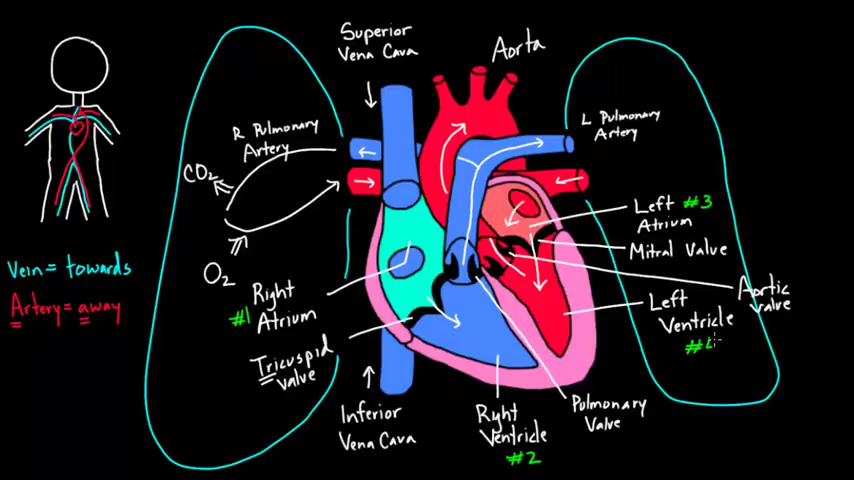 Superior
Vena Cava
Aorta
R Pulmonary
Artery
L Pulmonary
Artery
CO2
O2
Vein = towards
Artery = away
Left #3
Atrium
Mitral Valve
Aortic
valve
Right
#1 Atrium
Left
Ventricle
Tricuspid
valve
Inferior
Vena Cava
Right
Ventricle
#2
Pulmonary
Valve